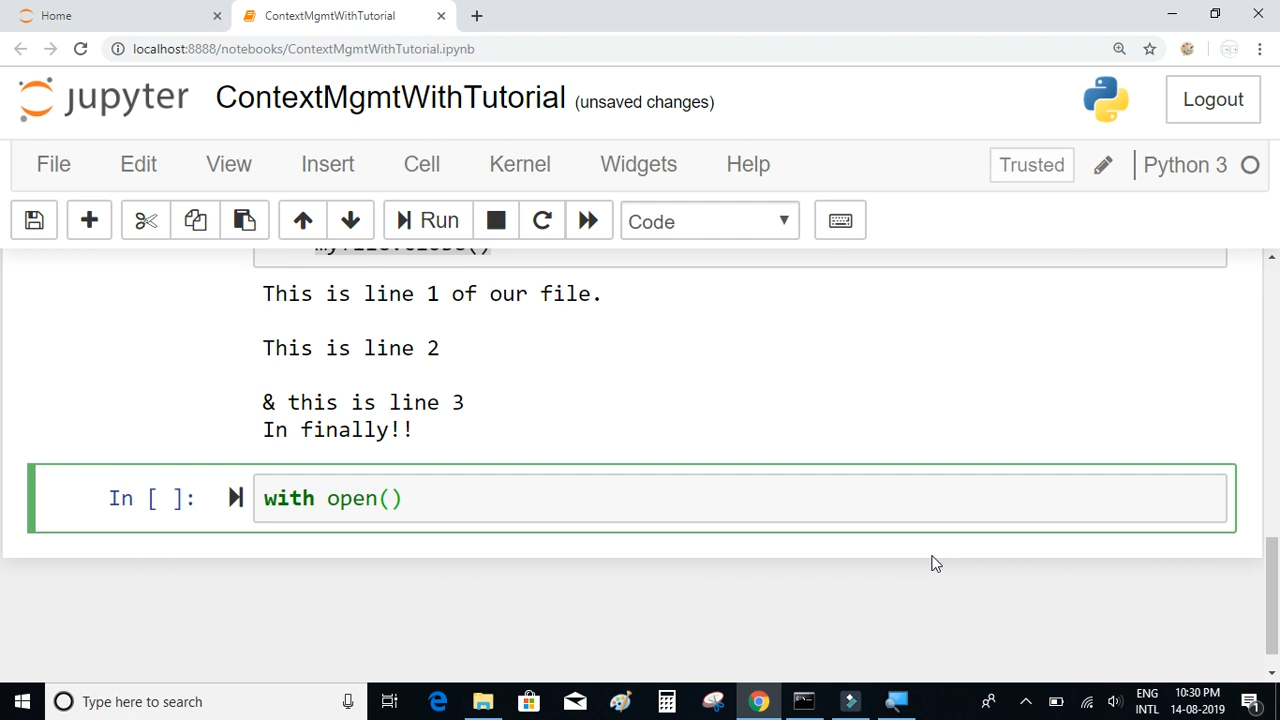 Home
ContextMgmtWithTutorial
localhost:8888/notebooks/ContextMgmtWithTutorial.ipynb
jupyter ContextMgmtWithTutorial (unsaved changes)
Logout
File Edit View Insert Cell Kernel Widgets Help
Trusted
Python 3
Run
Code
This is line 1 of our file.
This is line 2
& this is line 3
In finally!!
In [ ]:
with open()
Type here to search
ENG
INTL
10:30 PM
14-08-2019
1